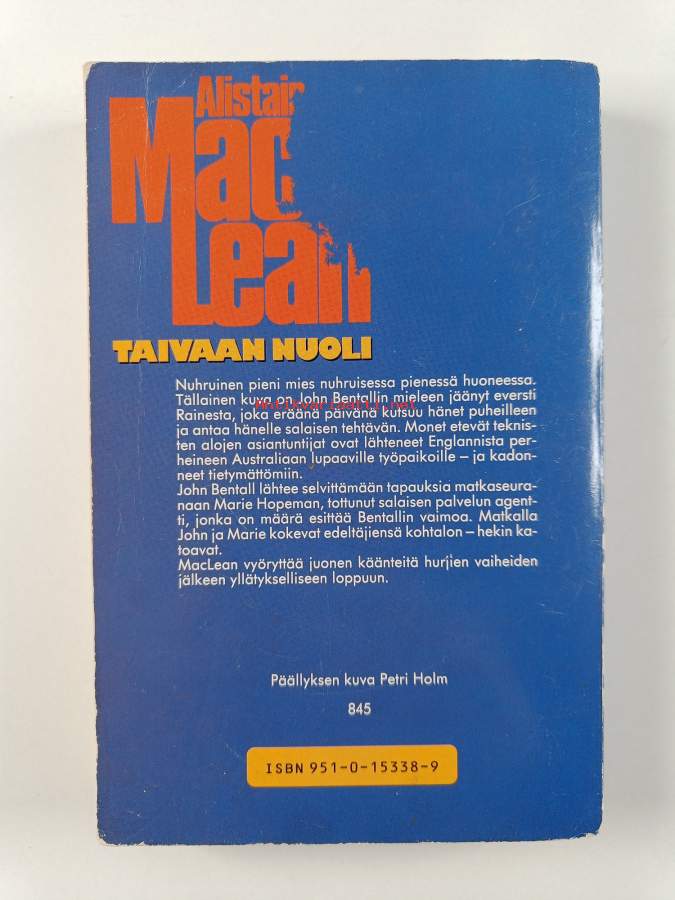 Alistair
Mac
Lean
TAIVAAN NUOLI
Nuhruinen pieni mies nuhruisessa pienessä huoneessa.
Tällainen kuva on John Bentallin mieleen jäänyt eversti
Rainesta, joka eräänä päivänä kutsuu hänet puheilleen
ja antaa hänelle salaisen tehtävän. Monet etevät teknis-
ten alojen asiantuntijat ovat lähteneet Englannista per-
heineen Australiaan lupaaville työpaikoille – ja kadon-
neet tietymättömiin.
John Bentall lähtee selvittämään tapauksia matkaseura-
naan Marie Hopeman, tottunut salaisen palvelun agent-
ti, jonka on määrä esittää Bentallin vaimoa. Matkalla
John ja Marie kokevat edeltäjiensä kohtalon – hekin ka-
toavat.
MacLean vyöryttää juonen käänteitä hurjien vaiheiden
jälkeen yllätykselliseen loppuun.
Päällyksen kuva Petri Holm
845
ISBN 951-0-15338-9